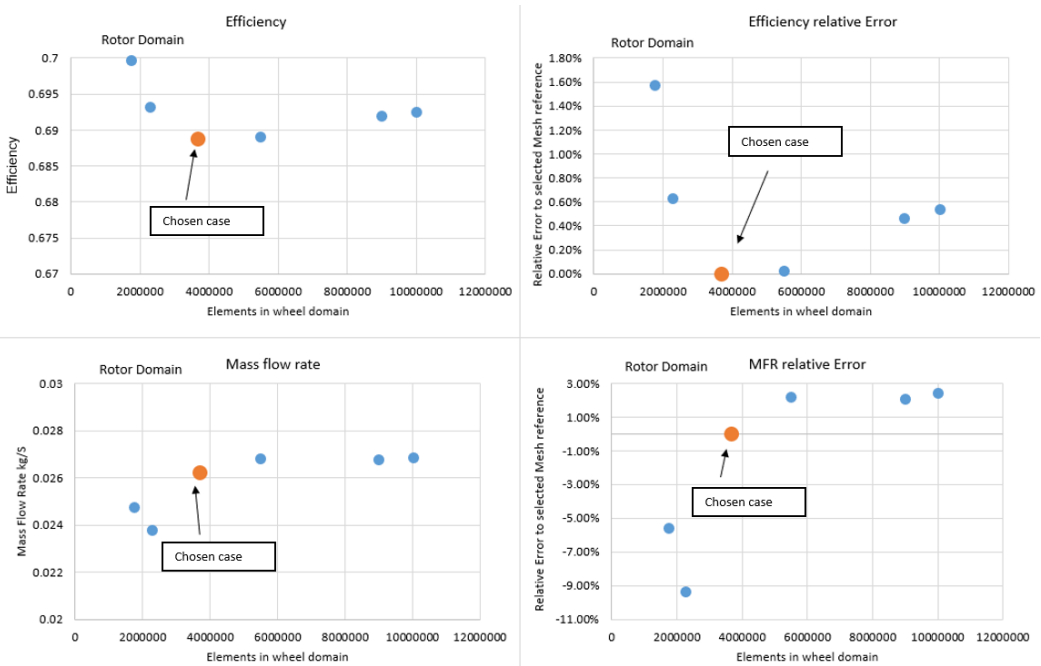 Efficiency
Rotor Domain
0.7
0.695
0.69
0.685
0.68
0.675
0.67
Efficiency
Chosen case
0 2000000 4000000 6000000 8000000 10000000 12000000
Elements in wheel domain
Efficiency relative Error
Rotor Domain
1.80%
1.60%
1.40%
1.20%
1.00%
0.80%
0.60%
0.40%
0.20%
0.00%
Relative Error to selected Mesh reference
Chosen case
0 2000000 4000000 6000000 8000000 10000000 12000000
Elements in wheel domain
Mass flow rate
Rotor Domain
0.03
0.028
0.026
0.024
0.022
0.02
Mass Flow Rate kg/S
Chosen case
0 2000000 4000000 6000000 8000000 10000000 12000000
Elements in wheel domain
MFR relative Error
Rotor Domain
3.00%
1.00%
-1.00%
-3.00%
-5.00%
-7.00%
-9.00%
-11.00%
Relative Error to selected Mesh reference
Chosen case
0 2000000 4000000 6000000 8000000 10000000 12000000
Elements in wheel domain